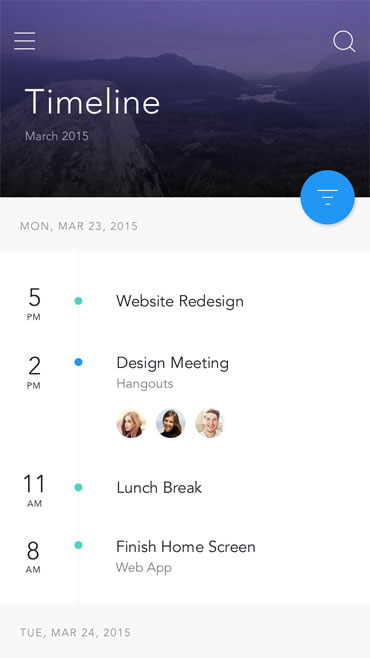 Timeline
March 2015
MON, MAR 23, 2015
5
PM
Website Redesign
2
PM
Design Meeting
Hangouts
11
AM
Lunch Break
8
AM
Finish Home Screen
Web App
TUE, MAR 24, 2015